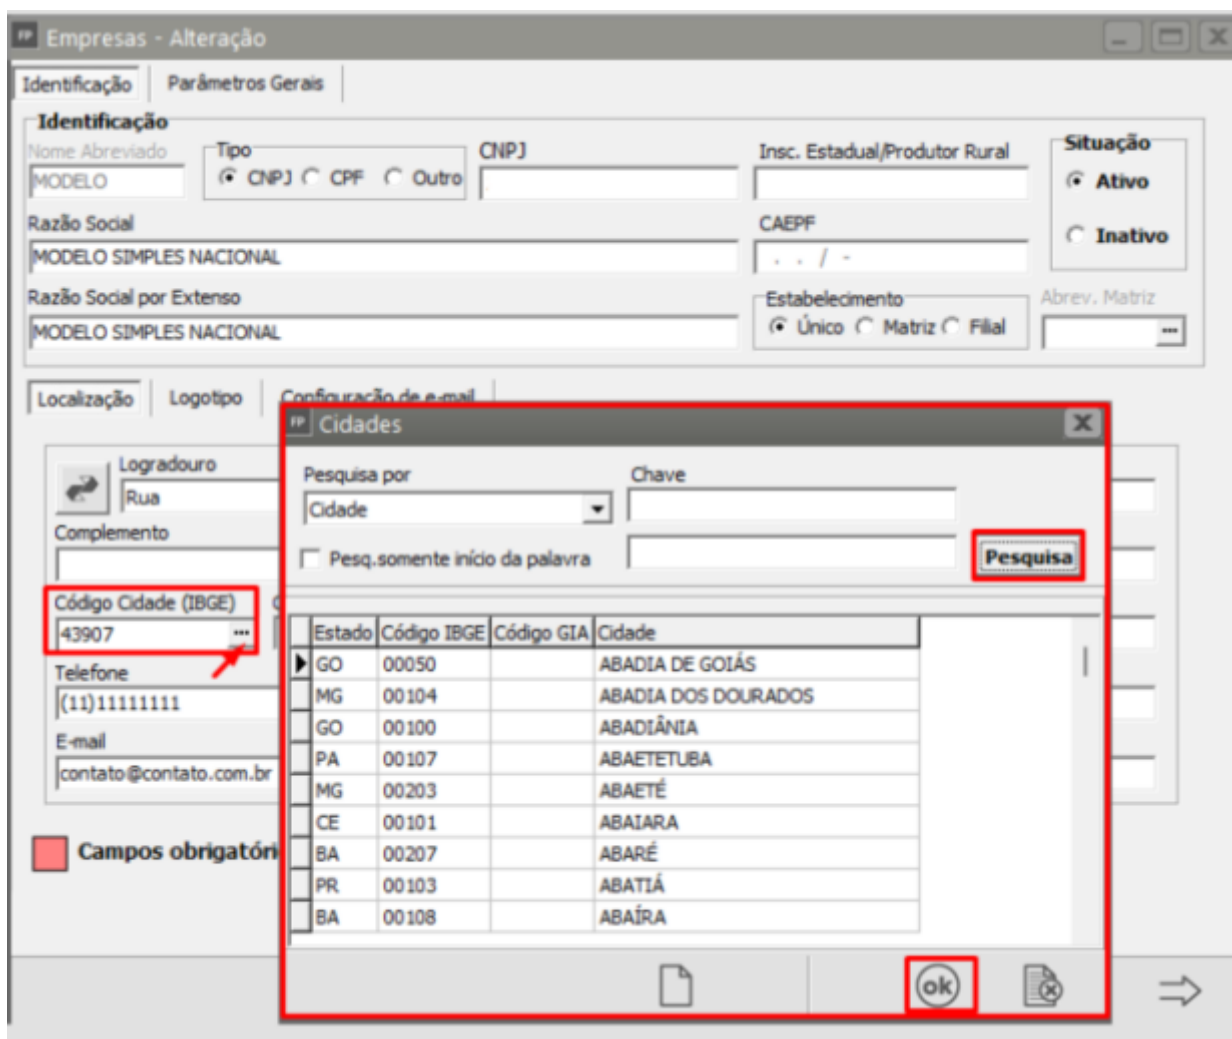 FP Empresas - Alteração
Identificação Parâmetros Gerais
Identificação
Nome Abreviado Tipo CNPJ Insc. Estadual/Produtor Rural Situação
MODELO CNPJ CPF Outro Ativo
Razão Social CAEPF Inativo
MODELO SIMPLES NACIONAL . . / -
Razão Social por Extenso Estabelecimento Abrev. Matriz
MODELO SIMPLES NACIONAL Único Matriz Filial ...
Localização Logotipo Configuração de e-mail
FP Cidades
Logradouro
Rua
Complemento
Código Cidade (IBGE)
43907 ...
Telefone
(11)11111111
E-mail
contato@contato.com.br
Campos obrigatóri
Pesquisa por Chave
Cidade
Pesq.somente início da palavra Pesquisa
Estado Código IBGE Código GIA Cidade
GO 00050 ABADIA DE GOIÁS
MG 00104 ABADIA DOS DOURADOS
GO 00100 ABADIÂNIA
PA 00107 ABAETETUBA
MG 00203 ABAETÉ
CE 00101 ABAIARA
BA 00207 ABARÉ
PR 00103 ABATIÁ
BA 00108 ABAÍRA
ok